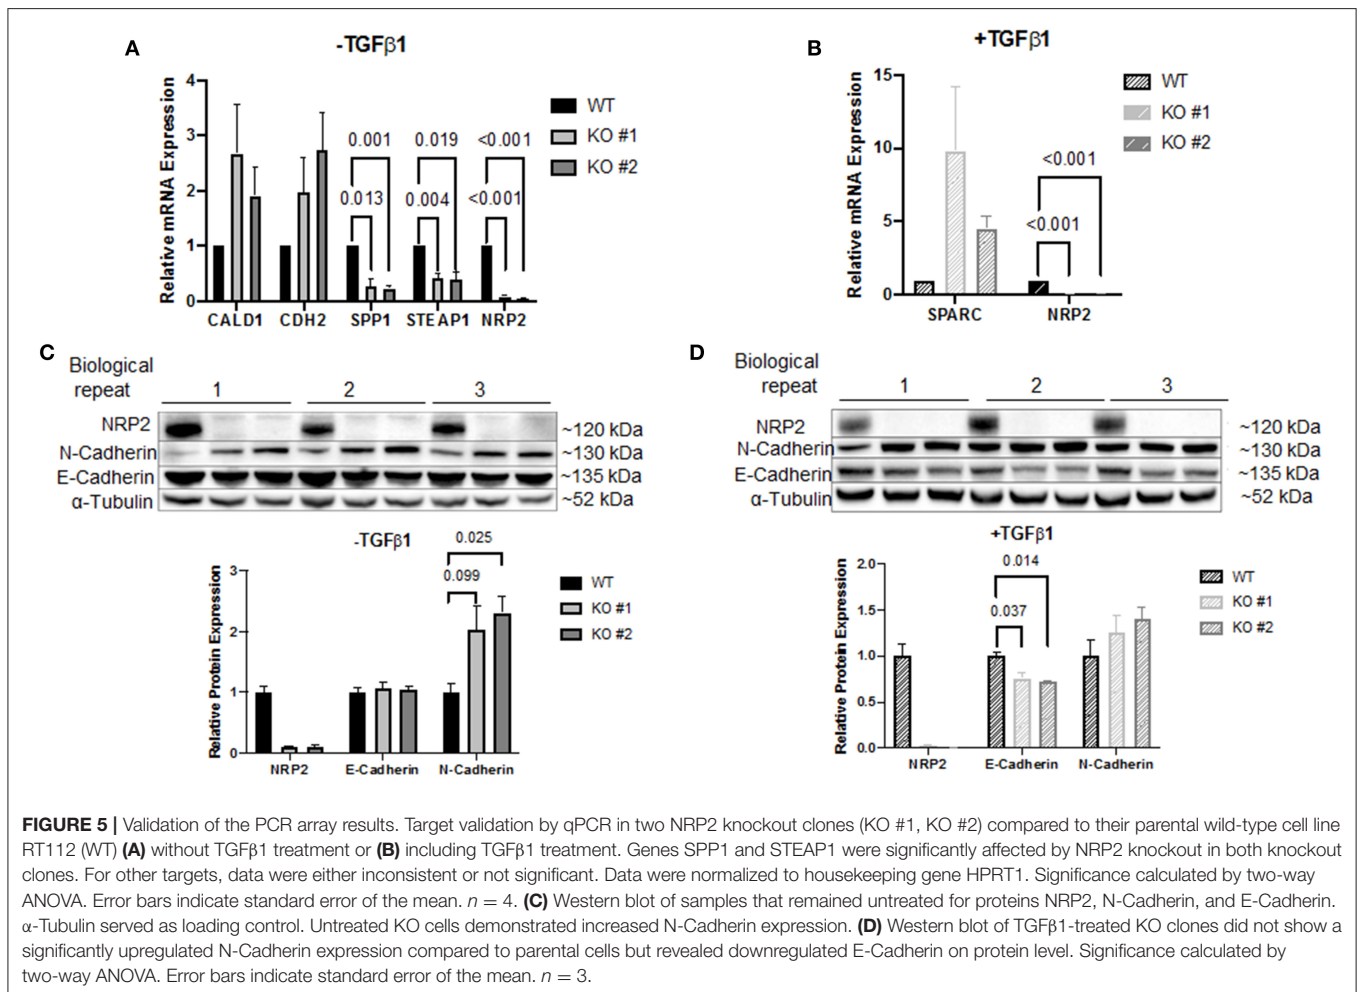 A
-TGFβ1
Relative mRNA Expression
4
3
2
1
0
0.001
0.019
<0.001
0.013
0.004
<0.001
WT
KO #1
KO #2
CALD1 CDH2 SPP1 STEAP1 NRP2
B
+TGFβ1
Relative mRNA Expression
15
10
5
0
<0.001
<0.001
WT
KO #1
KO #2
SPARC NRP2
C
Biological
repeat
1 2 3
NRP2 ~120 kDa
N-Cadherin ~130 kDa
E-Cadherin ~135 kDa
α-Tubulin ~52 kDa
-TGFβ1
Relative Protein Expression
3
2
1
0
0.025
0.099
WT
KO #1
KO #2
NRP2 E-Cadherin N-Cadherin
D
Biological
repeat
1 2 3
NRP2 ~120 kDa
N-Cadherin ~130 kDa
E-Cadherin ~135 kDa
α-Tubulin ~52 kDa
+TGFβ1
Relative Protein Expression
2.0
1.5
1.0
0.5
0.0
0.014
0.037
WT
KO #1
KO #2
NRP2 E-Cadherin N-Cadherin
FIGURE 5 | Validation of the PCR array results. Target validation by qPCR in two NRP2 knockout clones (KO #1, KO #2) compared to their parental wild-type cell line
RT112 (WT) (A) without TGFβ1 treatment or (B) including TGFβ1 treatment. Genes SPP1 and STEAP1 were significantly affected by NRP2 knockout in both knockout
clones. For other targets, data were either inconsistent or not significant. Data were normalized to housekeeping gene HPRT1. Significance calculated by two-way
ANOVA. Error bars indicate standard error of the mean. n = 4. (C) Western blot of samples that remained untreated for proteins NRP2, N-Cadherin, and E-Cadherin.
α-Tubulin served as loading control. Untreated KO cells demonstrated increased N-Cadherin expression. (D) Western blot of TGFβ1-treated KO clones did not show a
significantly upregulated N-Cadherin expression compared to parental cells but revealed downregulated E-Cadherin on protein level. Significance calculated by
two-way ANOVA. Error bars indicate standard error of the mean. n = 3.